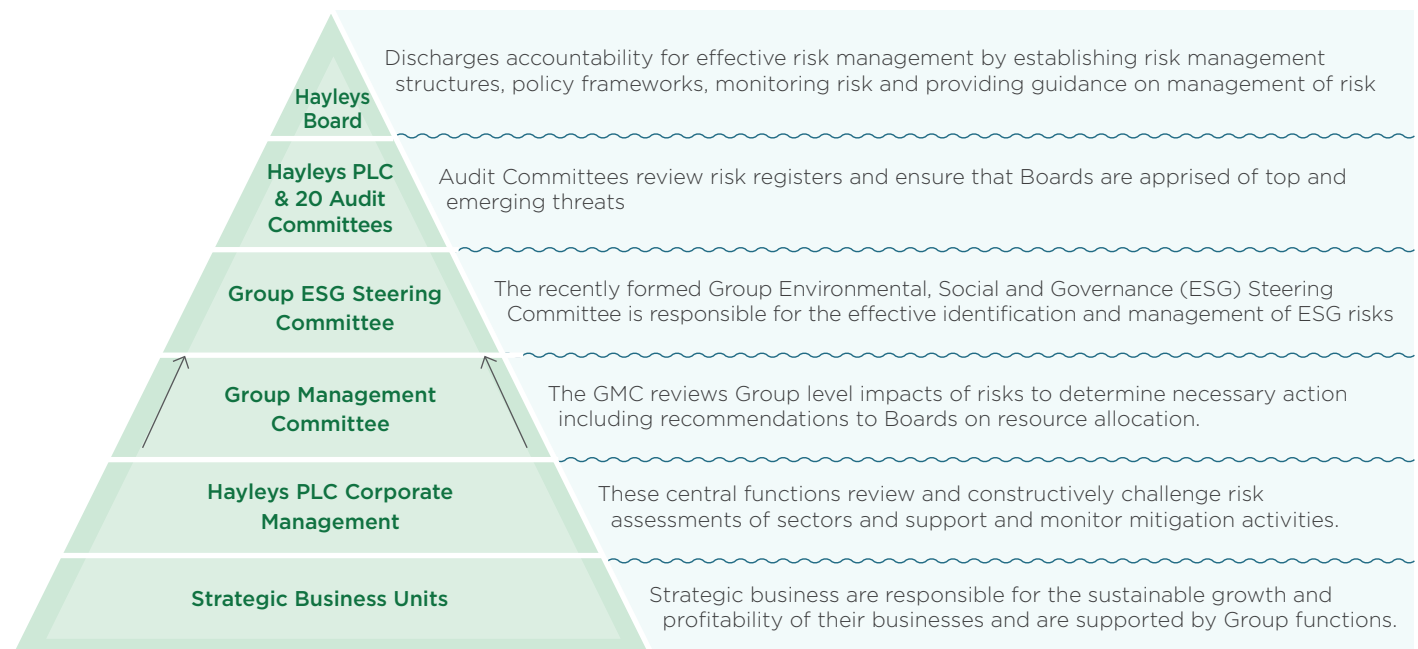 Hayleys
Board
Discharges accountability for effective risk management by establishing risk management
structures, policy frameworks, monitoring risk and providing guidance on management of risk
Hayleys PLC
& 20 Audit
Committees
Audit Committees review risk registers and ensure that Boards are apprised of top and
emerging threats
Group ESG Steering
Committee
The recently formed Group Environmental, Social and Governance (ESG) Steering
Committee is responsible for the effective identification and management of ESG risks
Group Management
Committee
The GMC reviews Group level impacts of risks to determine necessary action
including recommendations to Boards on resource allocation.
Hayleys PLC Corporate
Management
These central functions review and constructively challenge risk
assessments of sectors and support and monitor mitigation activities.
Strategic Business Units
Strategic business are responsible for the sustainable growth and
profitability of their businesses and are supported by Group functions.